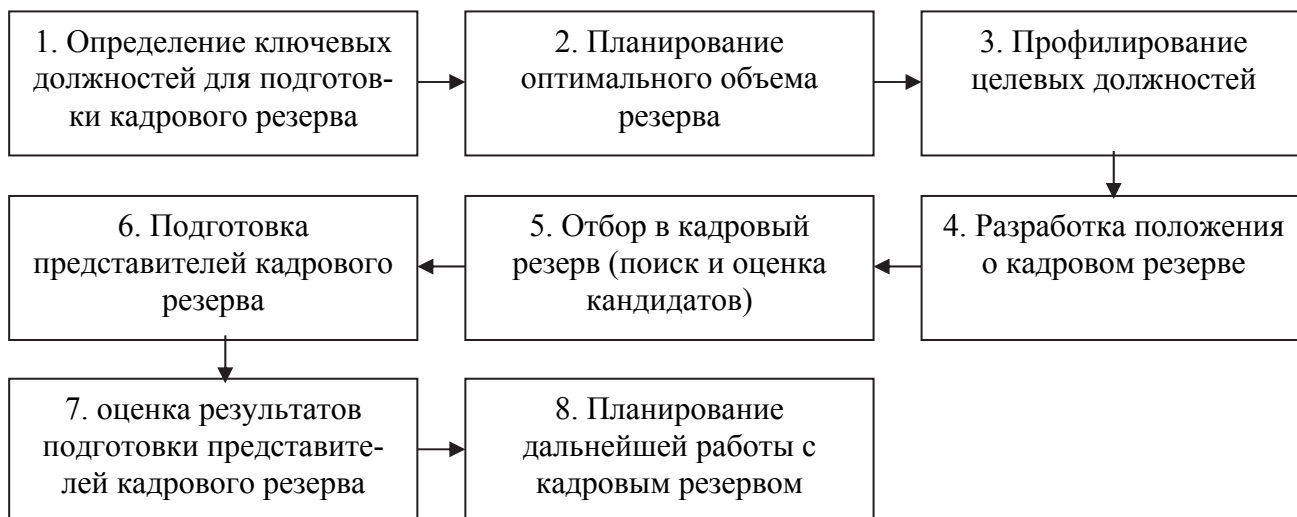 1. Определение ключевых
должностей для подготов-
ки кадрового резерва
2. Планирование
оптимального объема
резерва
3. Профилирование
целевых должностей
4. Разработка положения
о кадровом резерве
5. Отбор в кадровый
резерв (поиск и оценка
кандидатов)
6. Подготовка
представителей кадрового
резерва
7. оценка результатов
подготовки представите-
лей кадрового резерва
8. Планирование
дальнейшей работы с
кадровым резервом